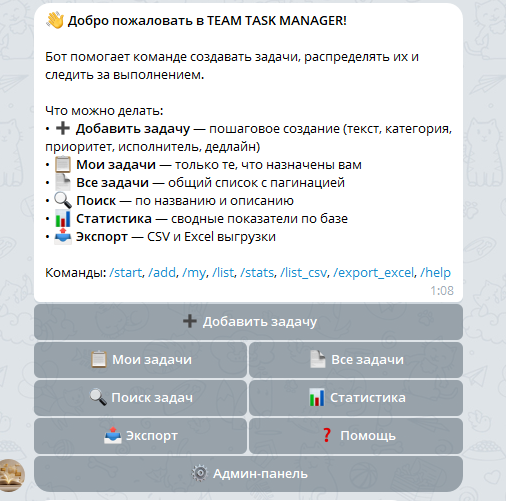 👋 Добро пожаловать в TEAM TASK MANAGER!
Бот помогает команде создавать задачи, распределять их и
следить за выполнением.
Что можно делать:
• ➕ Добавить задачу — пошаговое создание (текст, категория,
приоритет, исполнитель, дедлайн)
• 📋 Мои задачи — только те, что назначены вам
• 📄 Все задачи — общий список с пагинацией
• 🔍 Поиск — по названию и описанию
• 📊 Статистика — сводные показатели по базе
• 📤 Экспорт — CSV и Excel выгрузки
Команды: /start, /add, /my, /list, /stats, /list_csv, /export_excel, /help
1:08
➕ Добавить задачу
📋 Мои задачи
📄 Все задачи
🔍 Поиск задач
📊 Статистика
📤 Экспорт
❓ Помощь
⚙️ Админ-панель